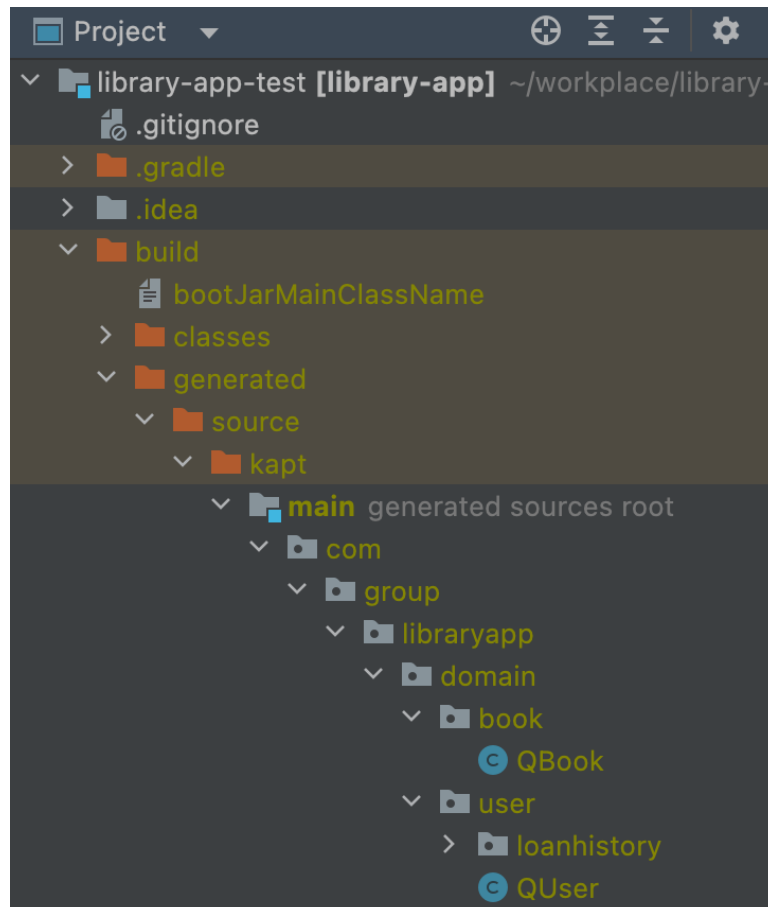 Project
library-app-test [library-app] ~/workplace/library-
.gitignore
.gradle
.idea
build
bootJarMainClassName
classes
generated
source
kapt
main generated sources root
com
group
libraryapp
domain
book
C QBook
user
loanhistory
C QUser